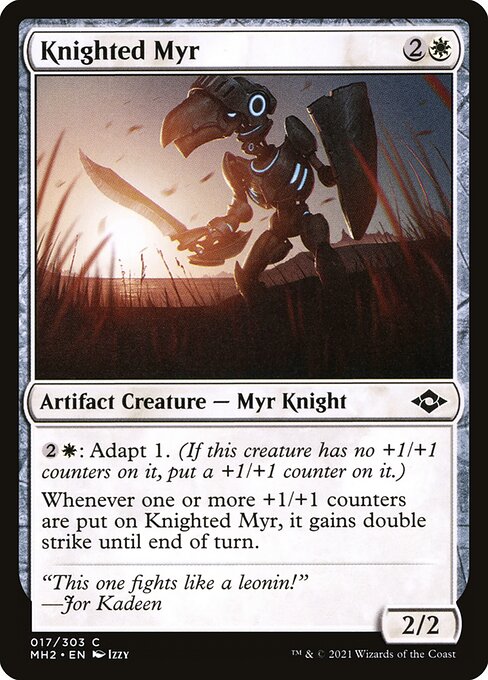 Knighted Myr 2
Artifact Creature — Myr Knight
2 : Adapt 1. (If this creature has no +1/+1
counters on it, put a +1/+1 counter on it.)
Whenever one or more +1/+1 counters
are put on Knighted Myr, it gains double
strike until end of turn.
“This one fights like a leonin!”
—Jor Kadeen
2/2
017/303 C
MH2 • EN Izzy
™ & © 2021 Wizards of the Coast